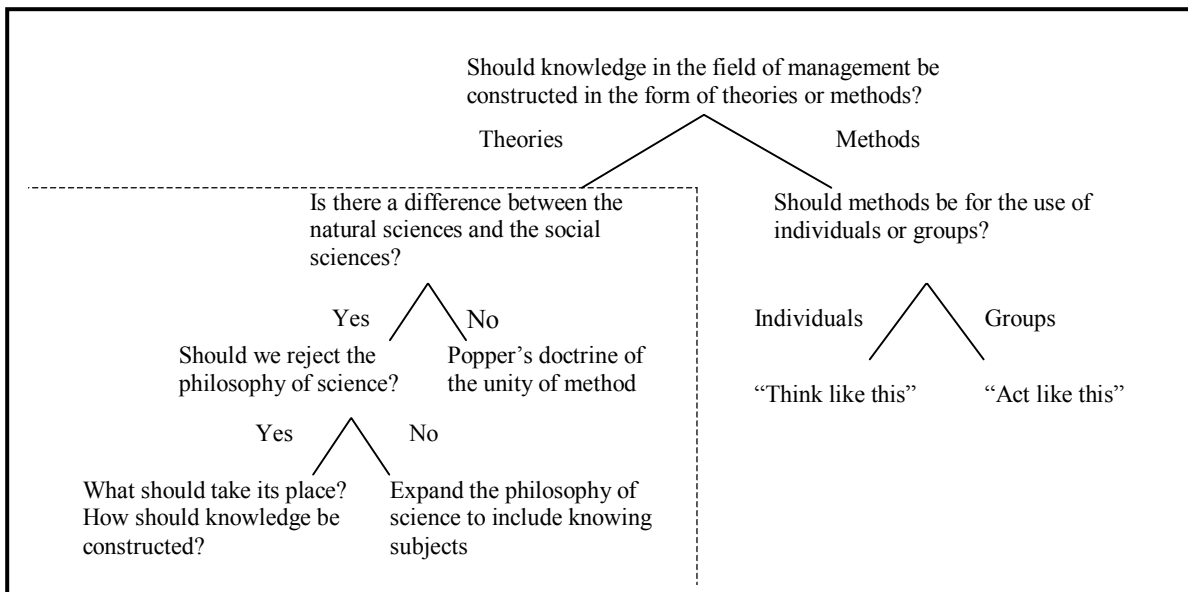 Should knowledge in the field of management be
constructed in the form of theories or methods?
Theories
Methods
Is there a difference between the
natural sciences and the social
sciences?
Should methods be for the use of
individuals or groups?
Yes
No
Individuals
Groups
Should we reject the
philosophy of science?
Popper’s doctrine of
the unity of method
“Think like this”
“Act like this”
Yes
No
What should take its place?
How should knowledge be
constructed?
Expand the philosophy of
science to include knowing
subjects